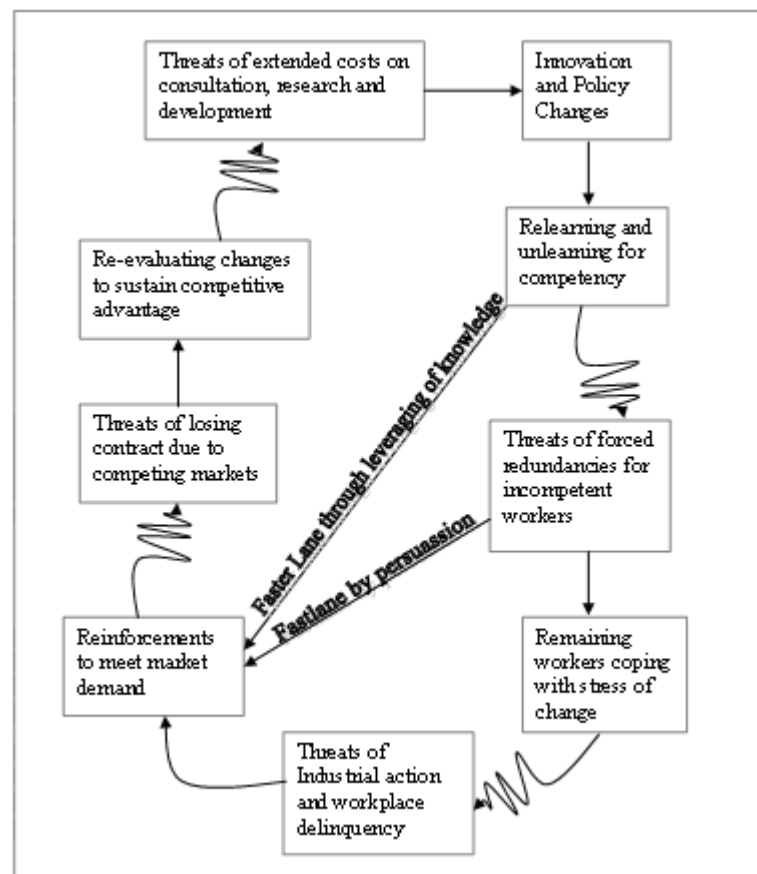 Threats of extended costs on
consultation, research and
development
Innovation
and Policy
Changes
Relearning and
unlearning for
competency
Re-evaluating changes
to sustain competitive
advantage
Faster Lane through leveraging of knowledge
Threats of losing
contract due to
competing markets
Threats of forced
redundancies for
incompetent
workers
Fastlane by persuassion
Reinforcements
to meet market
demand
Remaining
workers coping
with stress of
change
Threats of
Industrial action
and workplace
delinquency